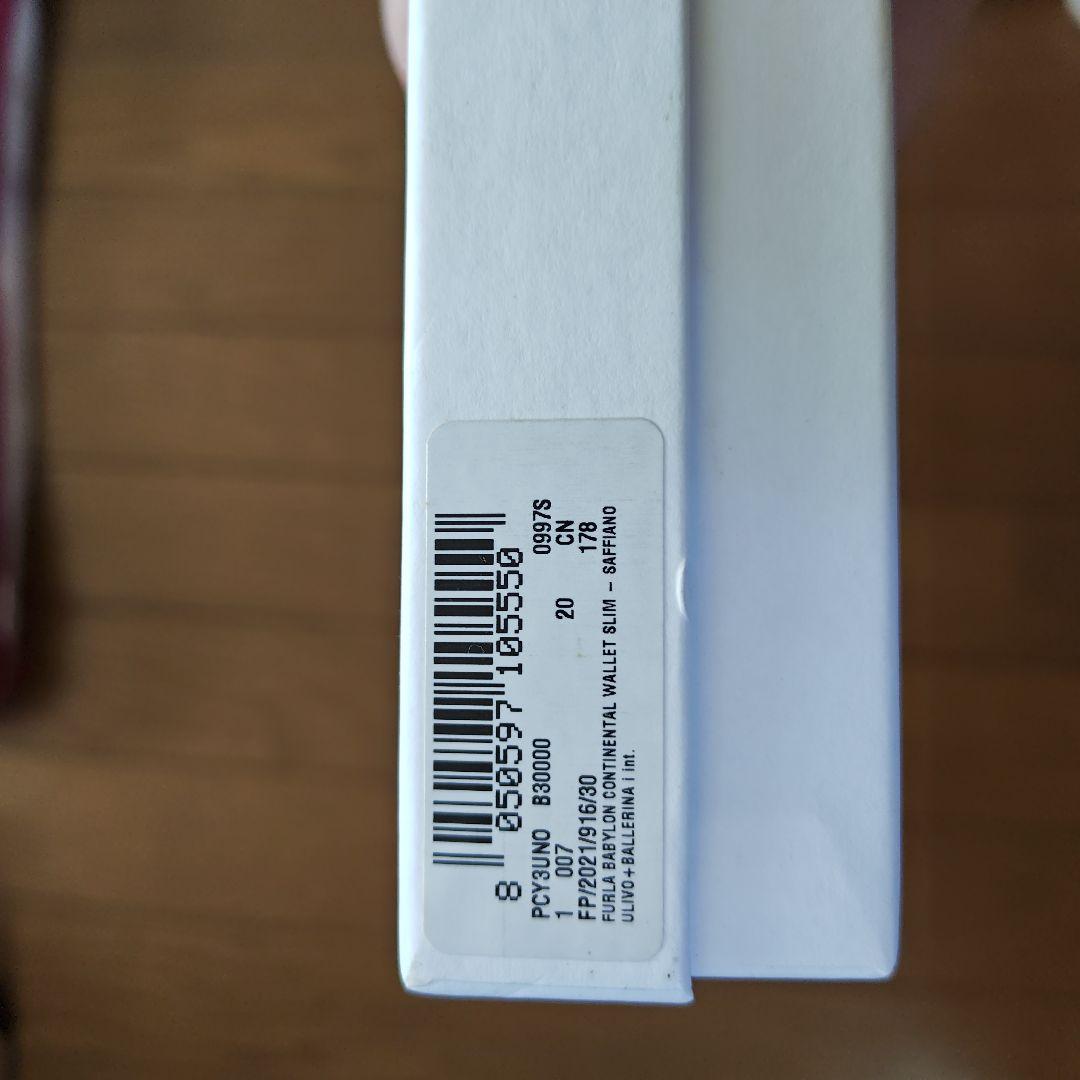 8 050597 105550
PCY3UNO B30000 0997S
1 007 20 CN
FP/2021/916/30 178
FURLA BABYLON CONTINENTAL WALLET SLIM - SAFFIANO
ULIVO+BALLERINA i int.